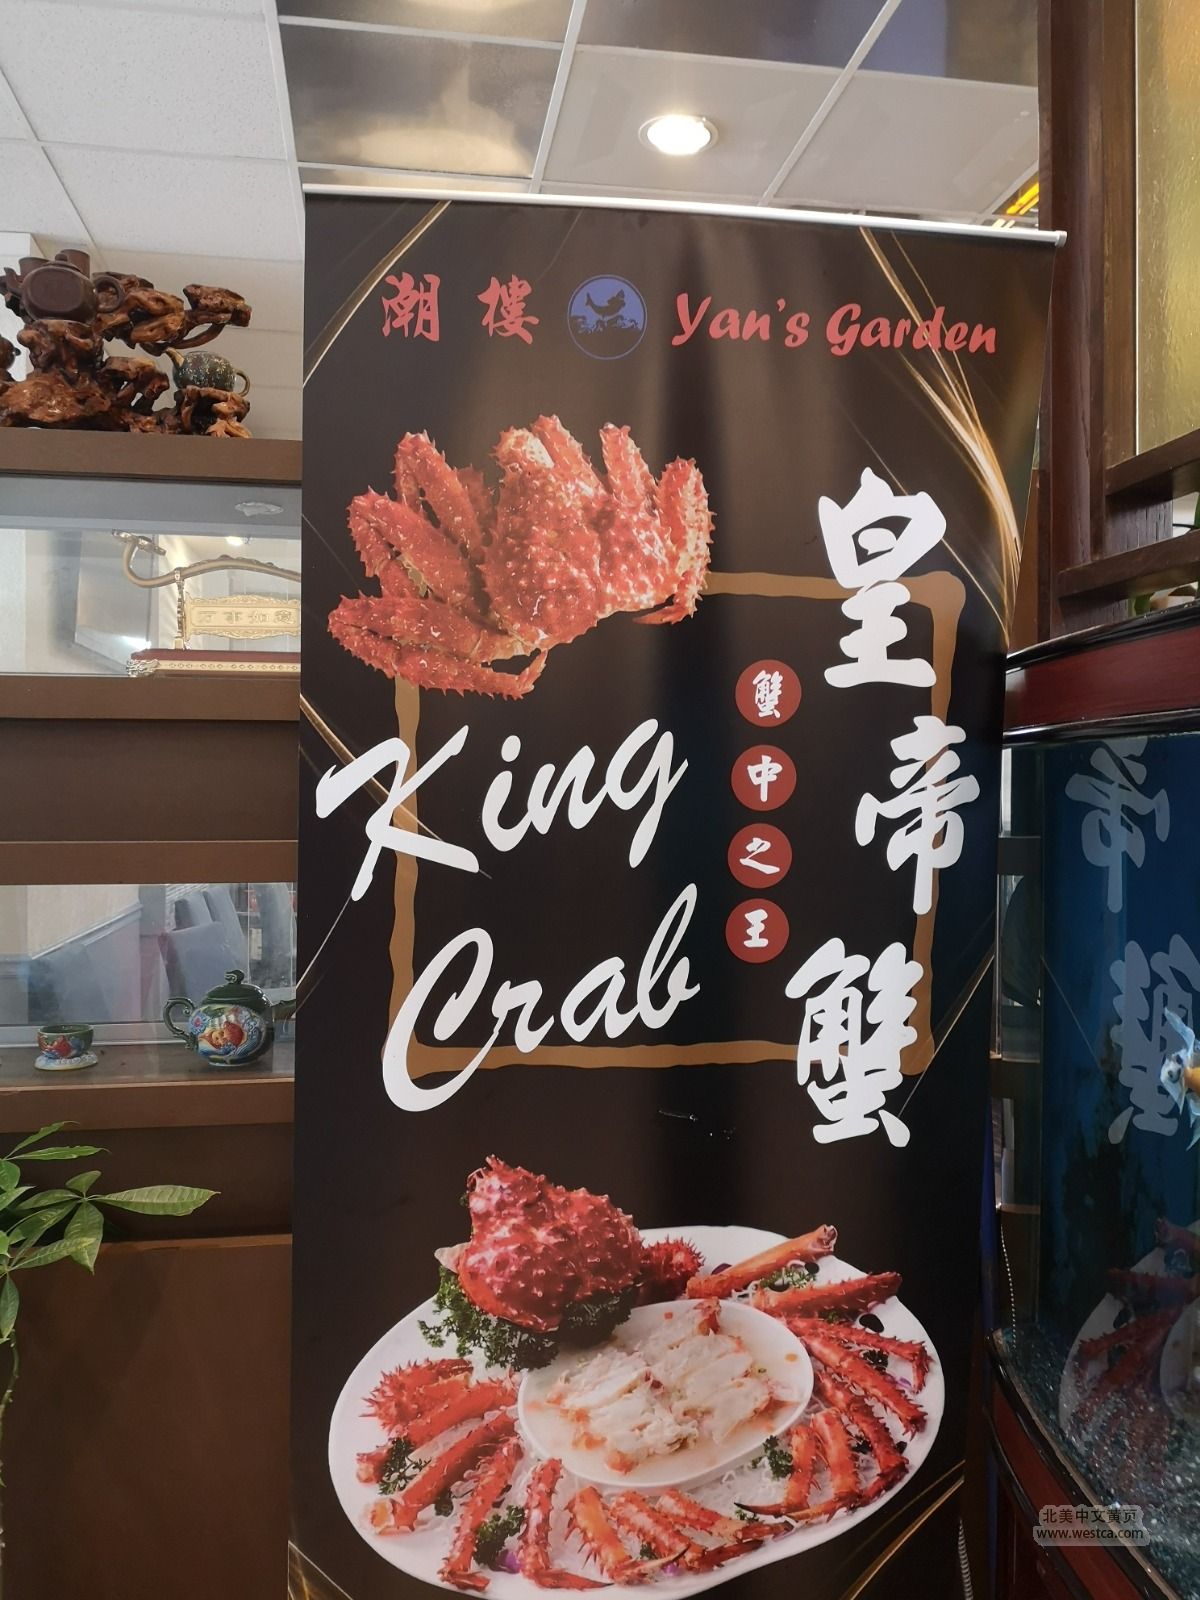 潮樓 Yan's Garden
皇帝蟹
蟹中之王
King
Crab
北美中文黄页
www.westca.com